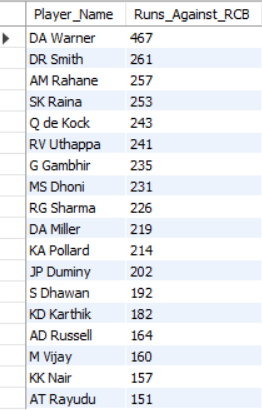 Player_Name Runs_Against_RCB
DA Warner 467
DR Smith 261
AM Rahane 257
SK Raina 253
Q de Kock 243
RV Uthappa 241
G Gambhir 235
MS Dhoni 231
RG Sharma 226
DA Miller 219
KA Pollard 214
JP Duminy 202
S Dhawan 192
KD Karthik 182
AD Russell 164
M Vijay 160
KK Nair 157
AT Rayudu 151